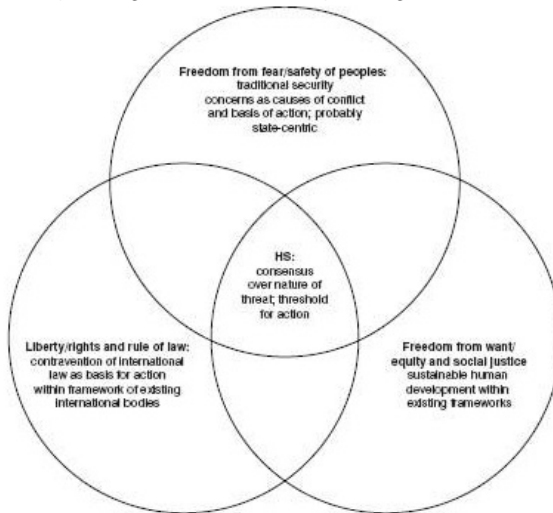 Freedom from fear/safety of peoples:
traditional security
concerns as causes of conflict
and basis of action; probably
state-centric
HS:
consensus
over nature of
threat; threshold
for action
Liberty/rights and rule of law:
contravention of international
law as basis for action
within framework of existing
international bodies
Freedom from want/
equity and social justice
sustainable human
development within
existing frameworks